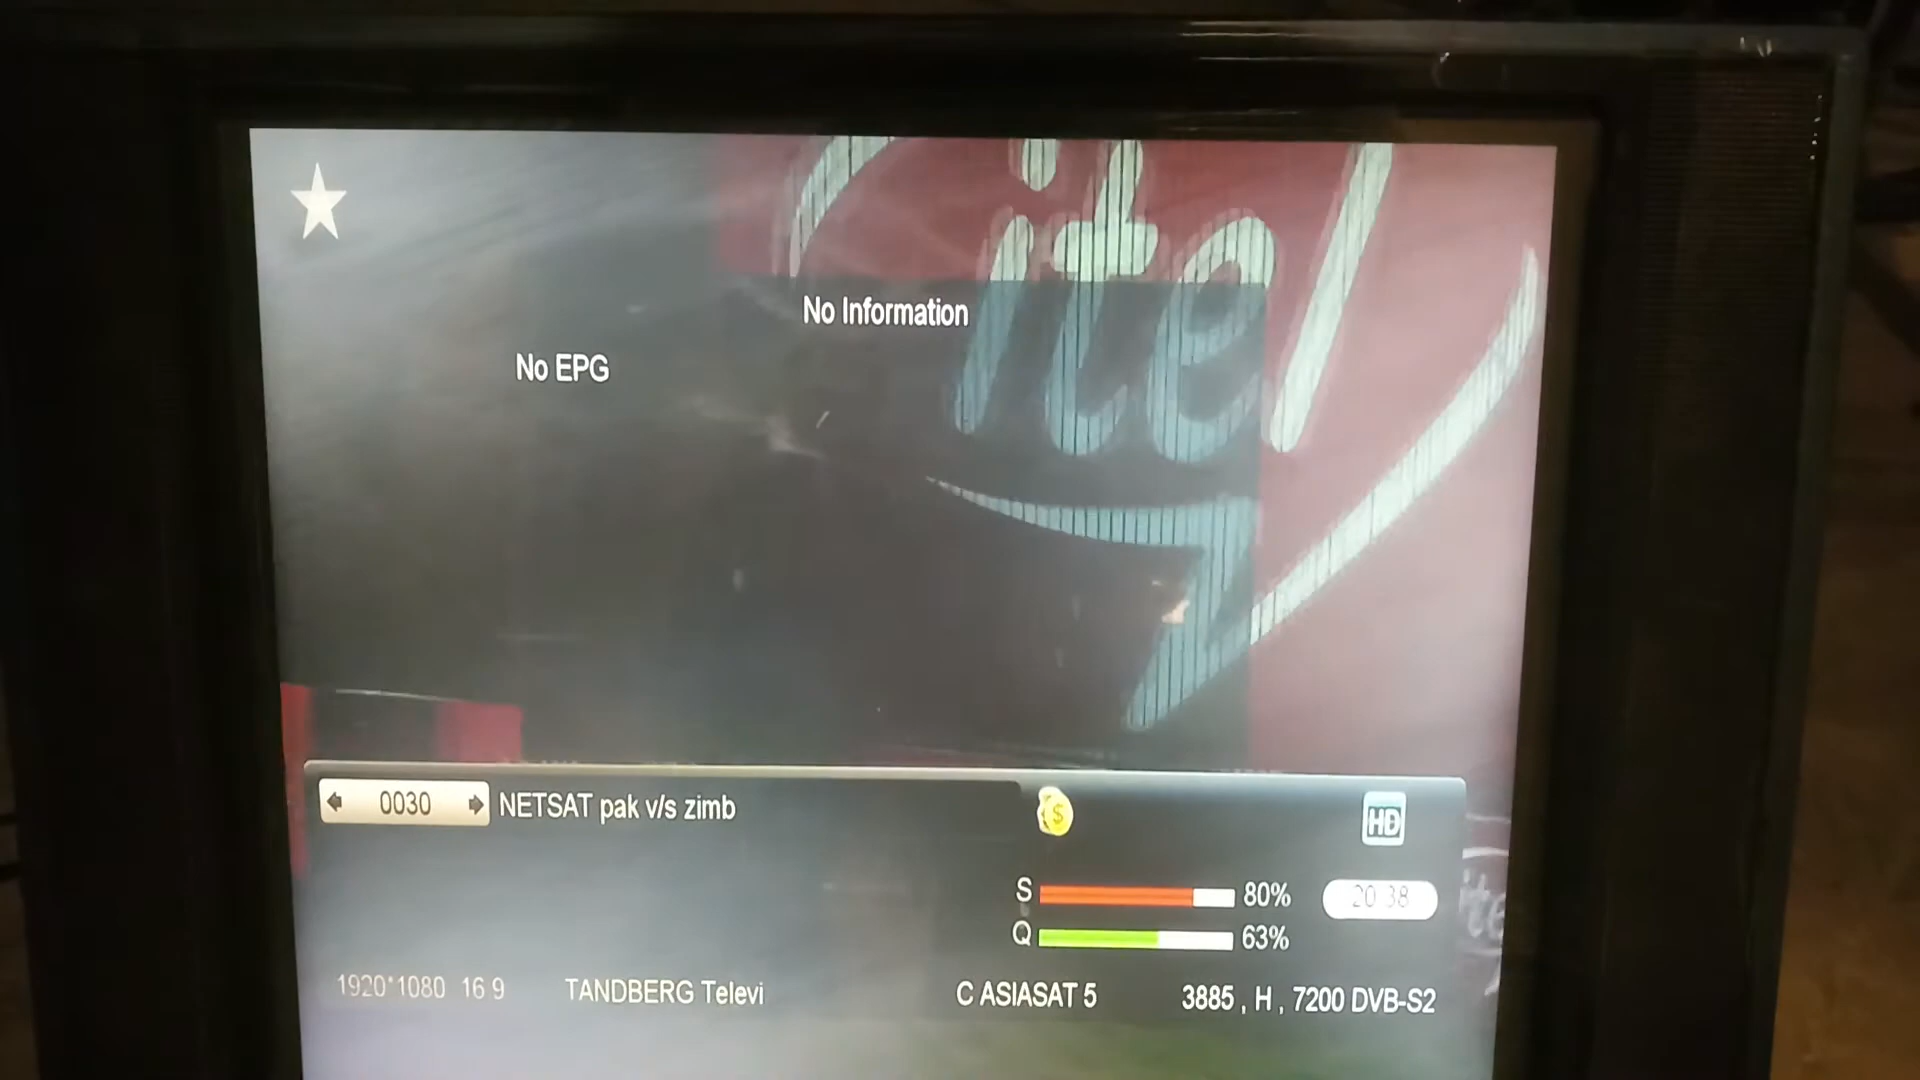 itel
No Information
No EPG
0030 NETSAT pak v/s zimb
$
HD
S 80% 20 38
Q 63%
ite
1920*1080 16 9 TANDBERG Televi C ASIASAT 5 3885 , H , 7200 DVB-S2